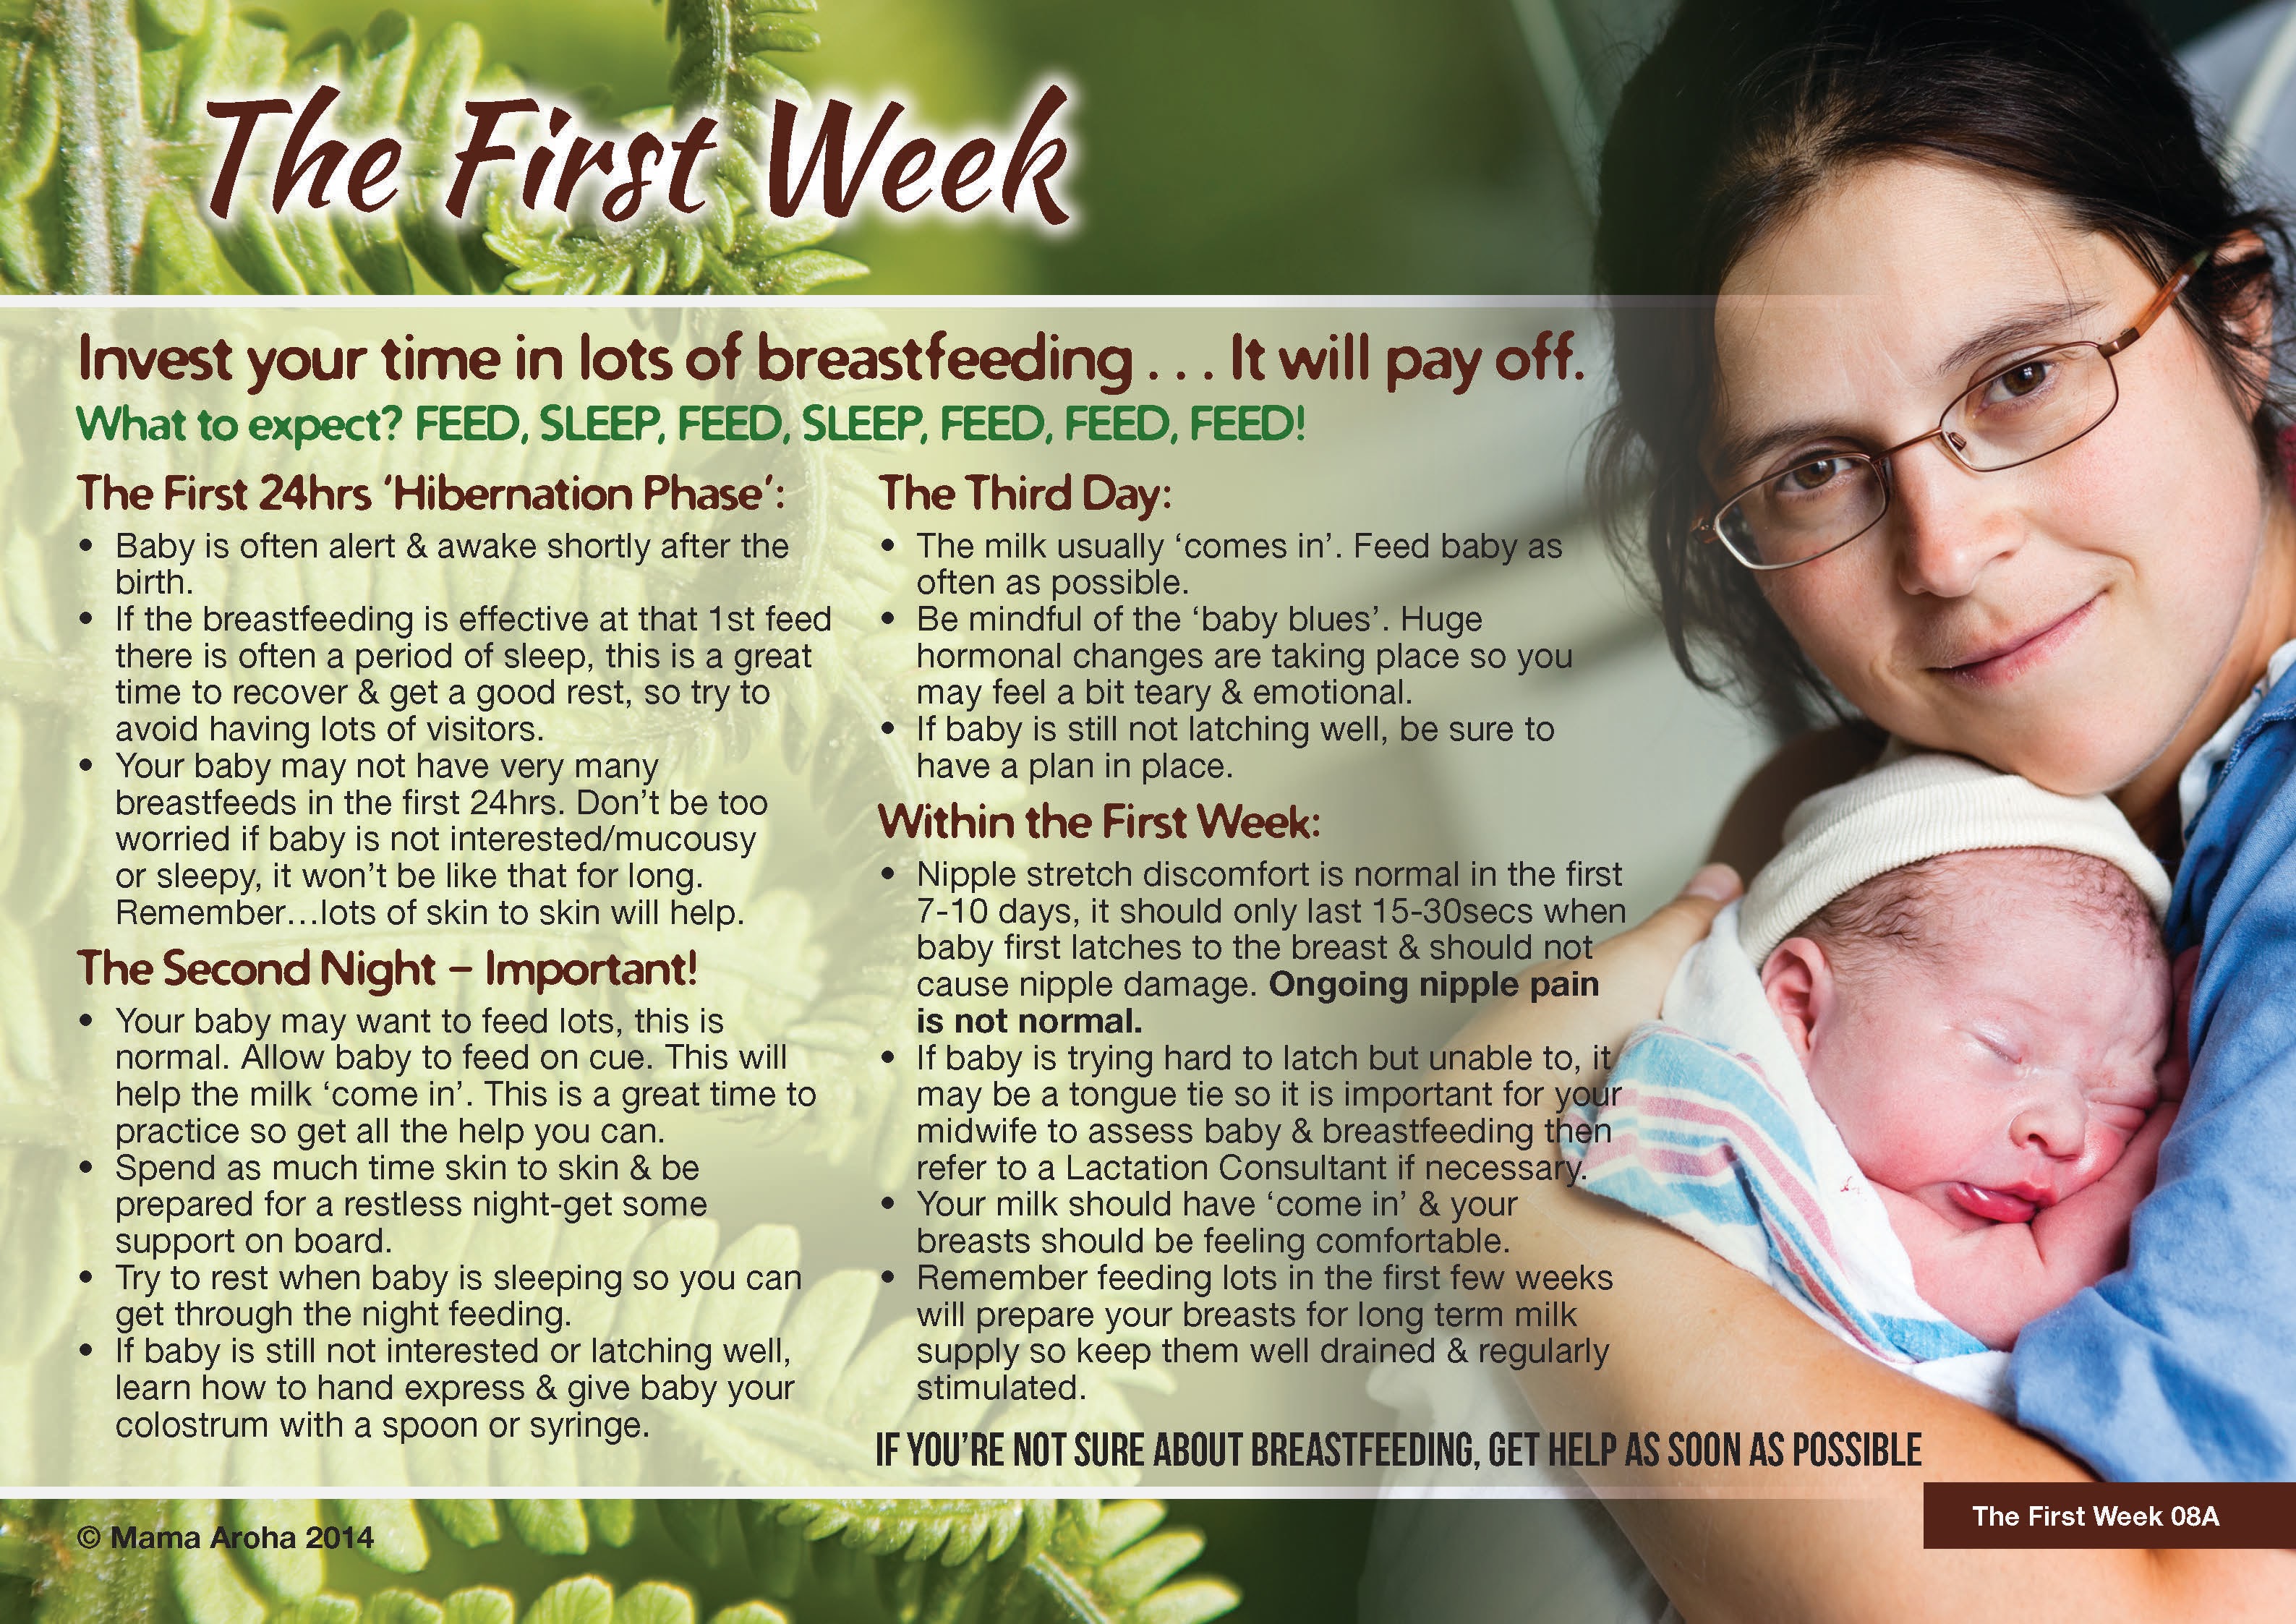 The First Week
Invest your time in lots of breastfeeding . . . It will pay off.
What to expect? FEED, SLEEP, FEED, SLEEP, FEED, FEED, FEED!
The First 24hrs ‘Hibernation Phase’:
• Baby is often alert & awake shortly after the
birth.
• If the breastfeeding is effective at that 1st feed
there is often a period of sleep, this is a great
time to recover & get a good rest, so try to
avoid having lots of visitors.
• Your baby may not have very many
breastfeeds in the first 24hrs. Don’t be too
worried if baby is not interested/mucousy
or sleepy, it won’t be like that for long.
Remember…lots of skin to skin will help.
The Second Night – Important!
• Your baby may want to feed lots, this is
normal. Allow baby to feed on cue. This will
help the milk ‘come in’. This is a great time to
practice so get all the help you can.
• Spend as much time skin to skin & be
prepared for a restless night-get some
support on board.
• Try to rest when baby is sleeping so you can
get through the night feeding.
• If baby is still not interested or latching well,
learn how to hand express & give baby your
colostrum with a spoon or syringe.
The Third Day:
• The milk usually ‘comes in’. Feed baby as
often as possible.
• Be mindful of the ‘baby blues’. Huge
hormonal changes are taking place so you
may feel a bit teary & emotional.
• If baby is still not latching well, be sure to
have a plan in place.
Within the First Week:
• Nipple stretch discomfort is normal in the first
7-10 days, it should only last 15-30secs when
baby first latches to the breast & should not
cause nipple damage. Ongoing nipple pain
is not normal.
• If baby is trying hard to latch but unable to, it
may be a tongue tie so it is important for your
midwife to assess baby & breastfeeding then
refer to a Lactation Consultant if necessary.
• Your milk should have ‘come in’ & your
breasts should be feeling comfortable.
• Remember feeding lots in the first few weeks
will prepare your breasts for long term milk
supply so keep them well drained & regularly
stimulated.
IF YOU’RE NOT SURE ABOUT BREASTFEEDING, GET HELP AS SOON AS POSSIBLE
The First Week 08A
© Mama Aroha 2014